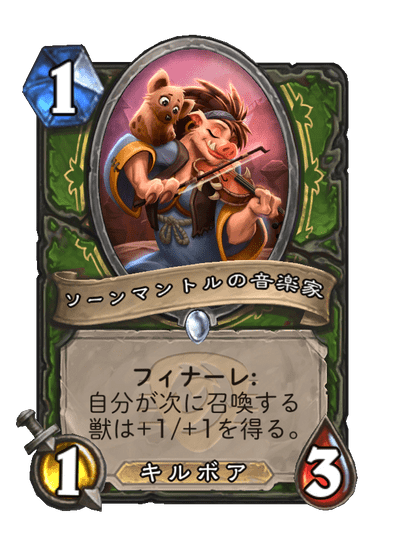 1
ソーンマントルの音楽家
フィナーレ:
自分が次に召喚する
獣は+1/+1を得る。
1
キルボア
3